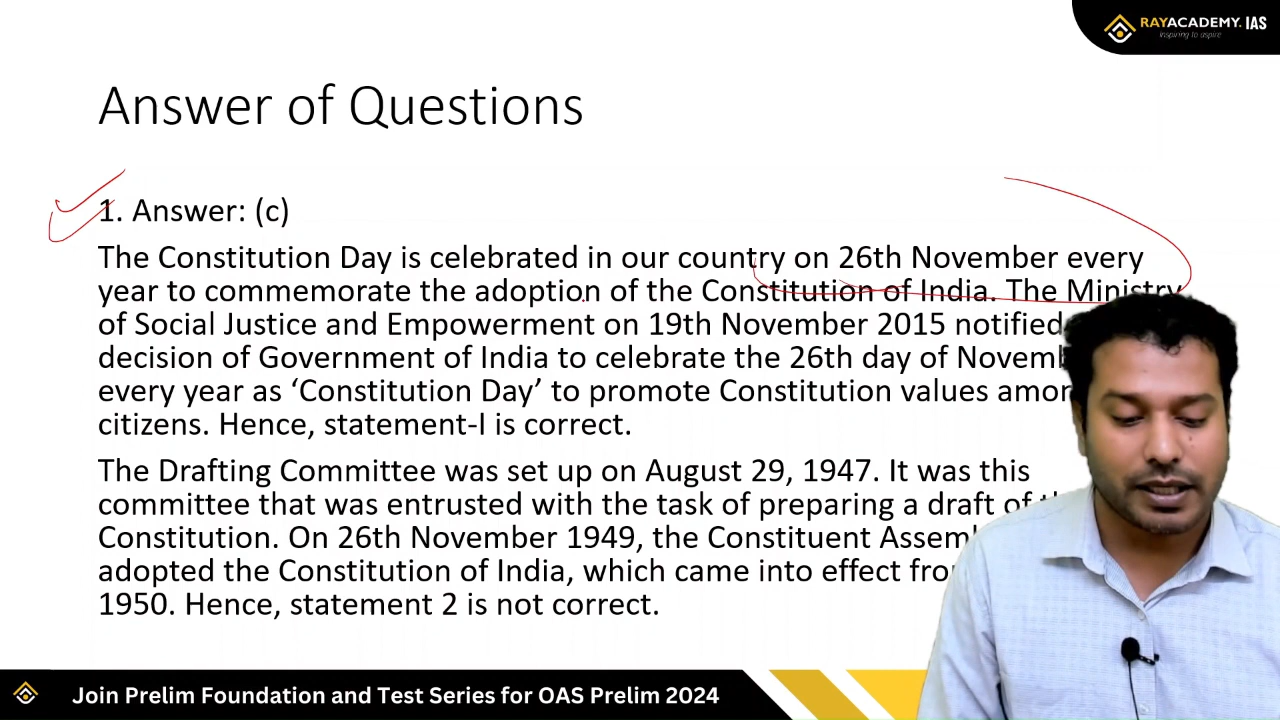 RAYACADEMY. IAS
Inspiring to aspire
Answer of Questions
1. Answer: (c)
The Constitution Day is celebrated in our country on 26th November every
year to commemorate the adoption of the Constitution of India. The Ministry
of Social Justice and Empowerment on 19th November 2015 notified
decision of Government of India to celebrate the 26th day of
every year as ‘Constitution Day’ to promote Constitution values
citizens. Hence, statement-I is correct.
The Drafting Committee was set up on August 29, 1947. It was this
committee that was entrusted with the task of preparing a draft of
Constitution. On 26th November 1949, the Constituent
adopted the Constitution of India, which came into effect
1950. Hence, statement 2 is not correct.
Join Prelim Foundation and Test Series for OAS Prelim 2024